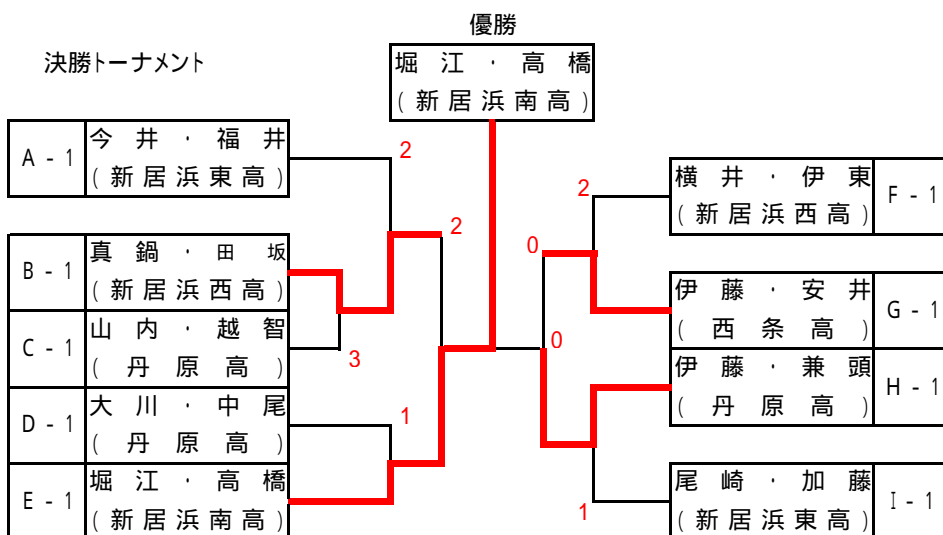 優勝
決勝トーナメント
堀江・高橋
(新居浜南高)
A-1 今井・福井
(新居浜東高)
2
B-1 真鍋・田坂
(新居浜西高)
2
C-1 山内・越智
(丹原高)
3
D-1 大川・中尾
(丹原高)
1
E-1 堀江・高橋
(新居浜南高)
2
横井・伊東 F-1
(新居浜西高)
0
伊藤・安井 G-1
(西条高)
0
伊藤・兼頭 H-1
(丹原高)
1
尾崎・加藤 I-1
(新居浜東高)